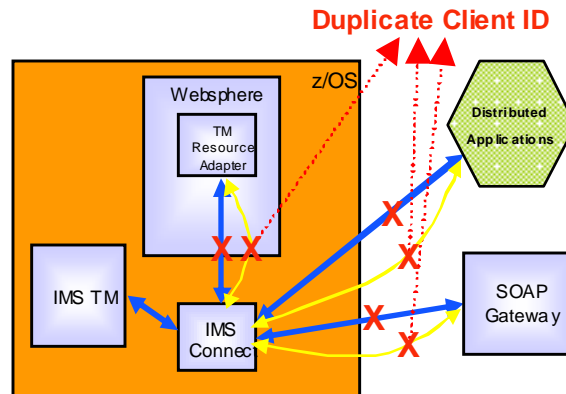 Duplicate Client ID
z/OS
Websphere
TM
Resource
Adapter
Distributed
Applications
X
X X
X
IMS TM
IMS
Connect
SOAP
Gateway
X
X